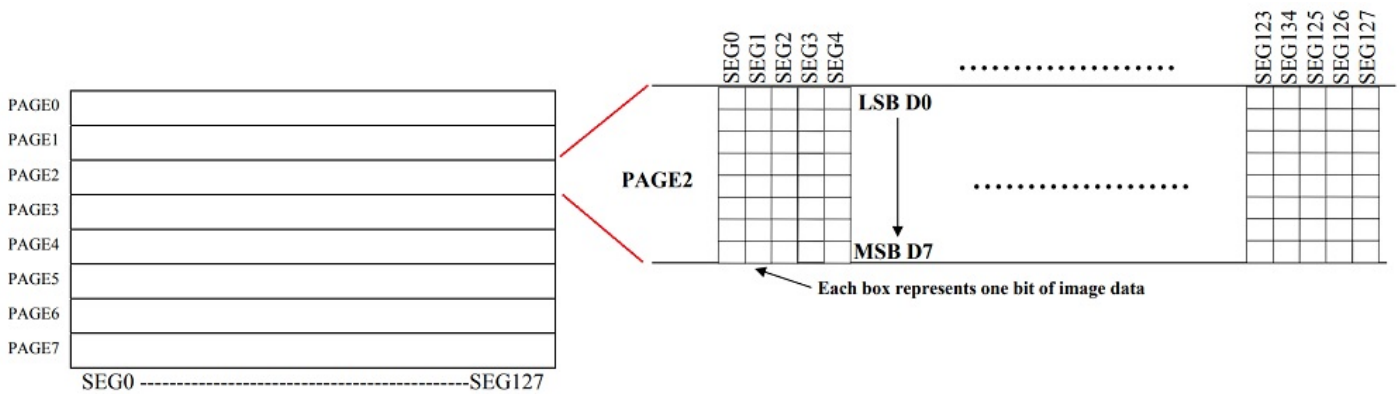 PAGE0
PAGE1
PAGE2
PAGE3
PAGE4
PAGE5
PAGE6
PAGE7
SEG0 ------------------------------------------SEG127
SEG0
SEG1
SEG2
SEG3
SEG4
SEG123
SEG134
SEG125
SEG126
SEG127
LSB D0
PAGE2
MSB D7
Each box represents one bit of image data